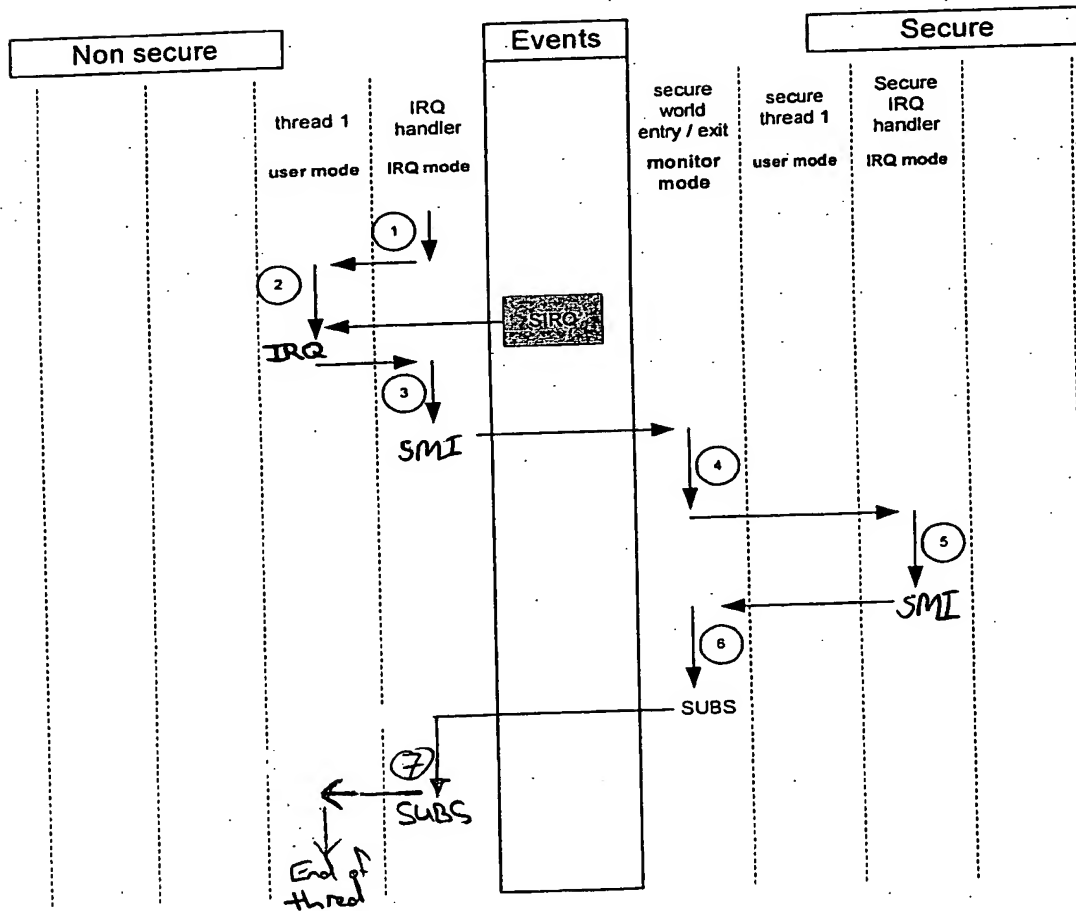 Non secure
Events
Secure
thread 1
user mode
IRQ
handler
IRQ mode
secure
world
entry / exit
monitor
mode
secure
thread 1
user mode
Secure
IRQ
handler
IRQ mode
1
2
SIRQ
IRQ
3
SMI
4
5
SMI
6
SUBS
7
SUBS
End of
thred